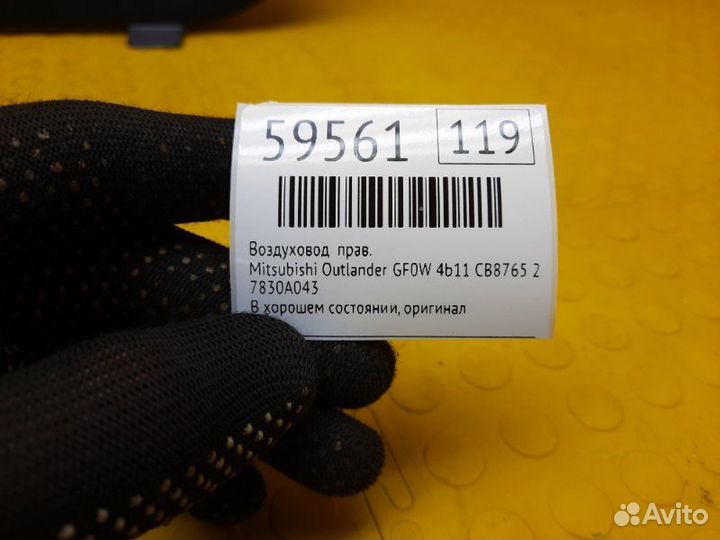 59561 119
Воздуховод прав.
Mitsubishi Outlander GF0W 4b11 CB8765 2
7830A043
В хорошем состоянии, оригинал
Avito